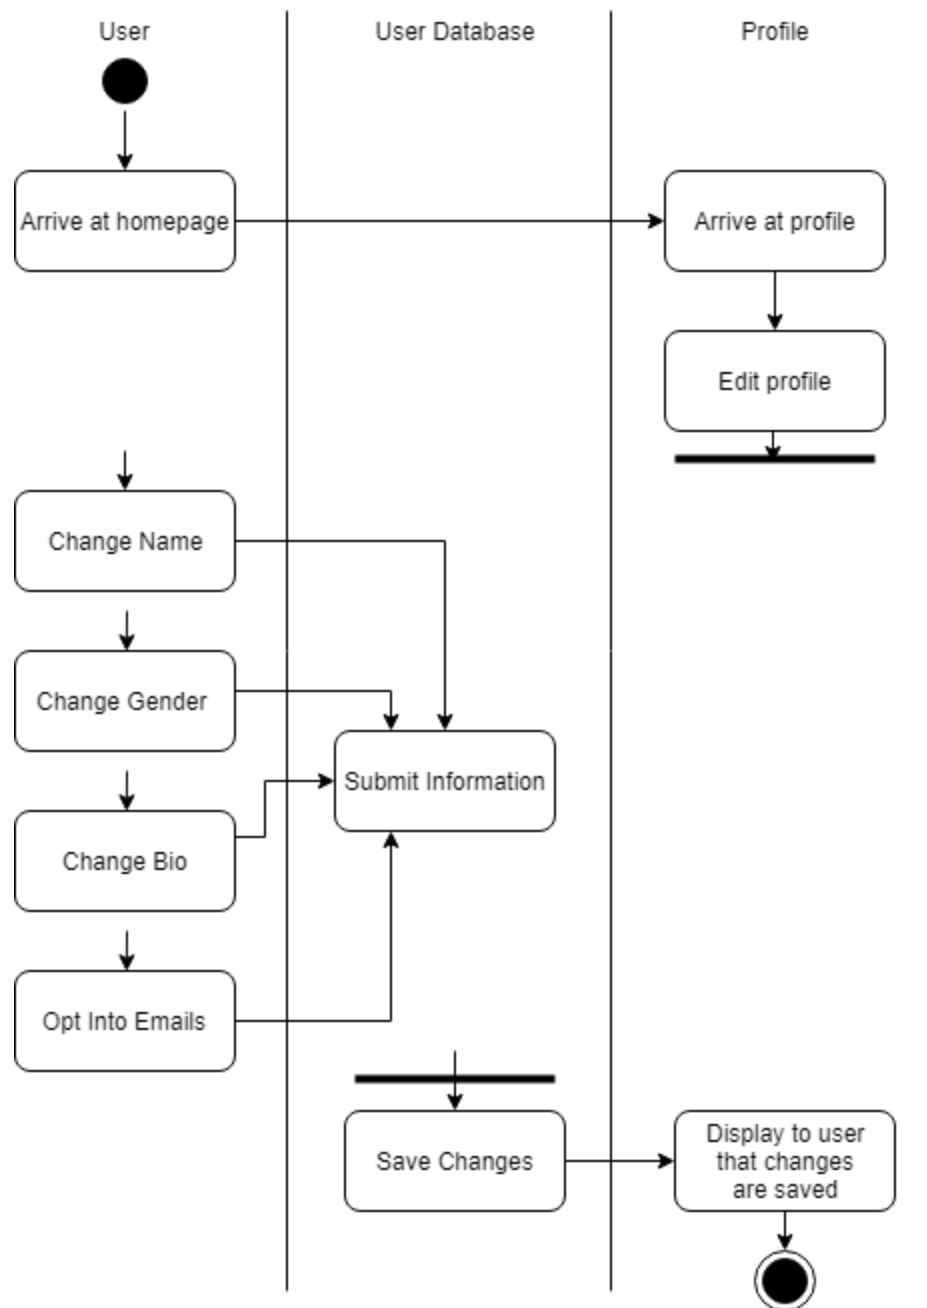 User
User Database
Profile
Arrive at homepage
Arrive at profile
Edit profile
Change Name
Change Gender
Submit Information
Change Bio
Opt Into Emails
Save Changes
Display to user
that changes
are saved